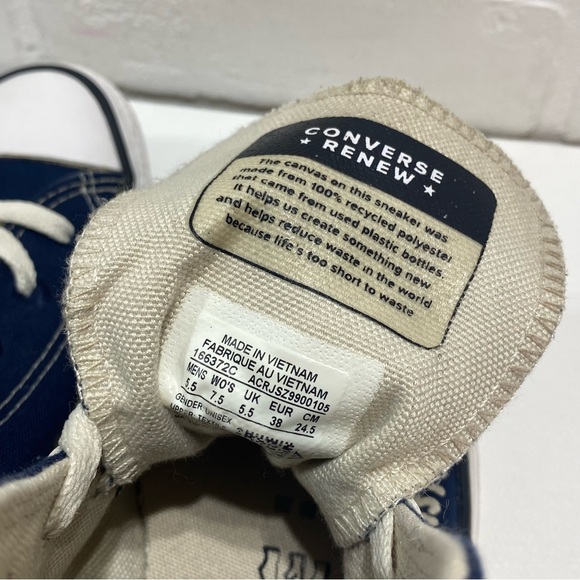 CONVERSE
★ RENEW ★
The canvas on this sneaker was
made from 100% recycled polyester
that came from used plastic bottles.
It helps us create something new
and helps reduce waste in the world
because life's too short to waste
MADE IN VIETNAM
FABRIQUE AU VIETNAM
166372C ACRJSZ9900105
MENS WO'S UK EUR CM
5.5 7.5 5.5 38 24.5
GENDER UNISEX
UPPER: